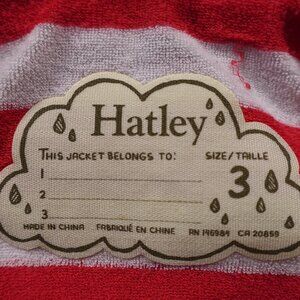 Hatley
THIS JACKET BELONGS TO: SIZE/TAILLE
1 3
2
3
MADE IN CHINA FABRIQUÉ EN CHINE RN 146984 CA 20859